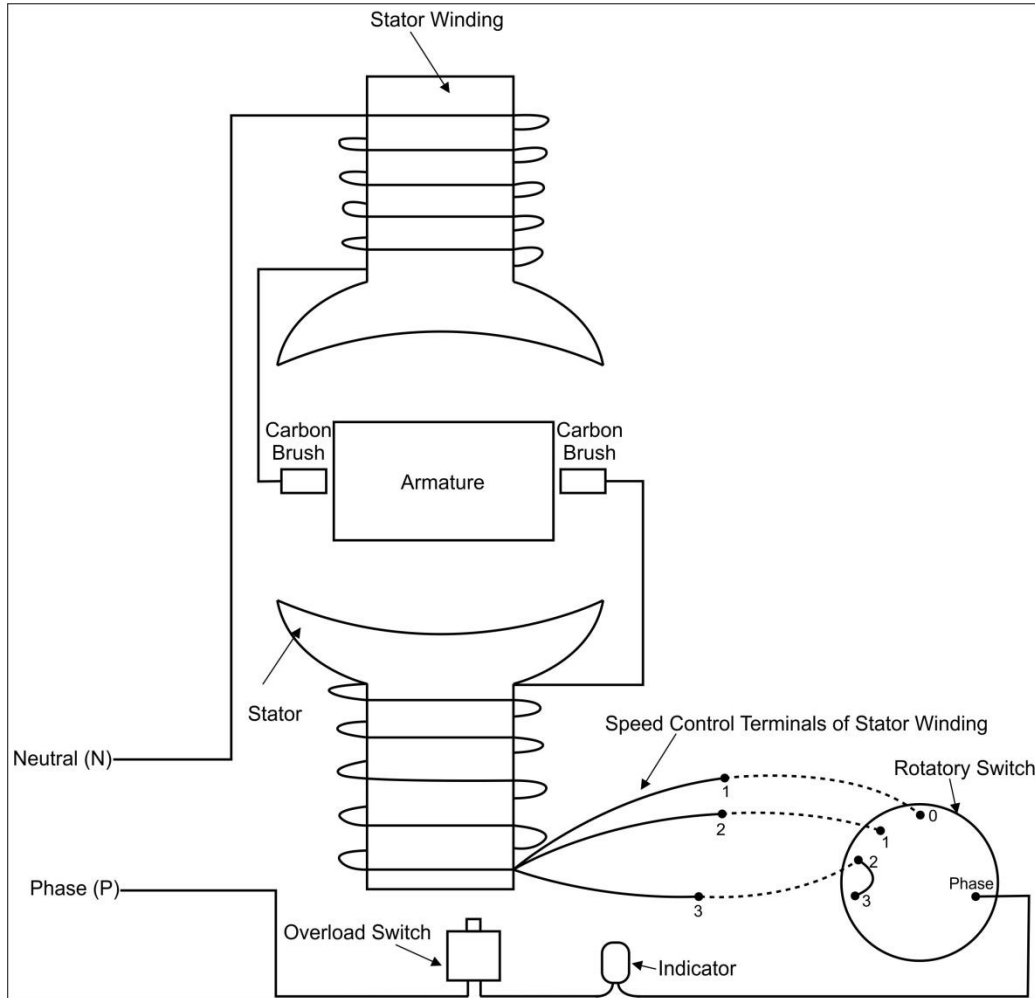 Stator Winding
Carbon
Brush
Armature
Carbon
Brush
Stator
Speed Control Terminals of Stator Winding
Neutral (N)
Rotatory Switch
1
0
2
1
2
Phase (P)
Phase
3
3
Overload Switch
Indicator